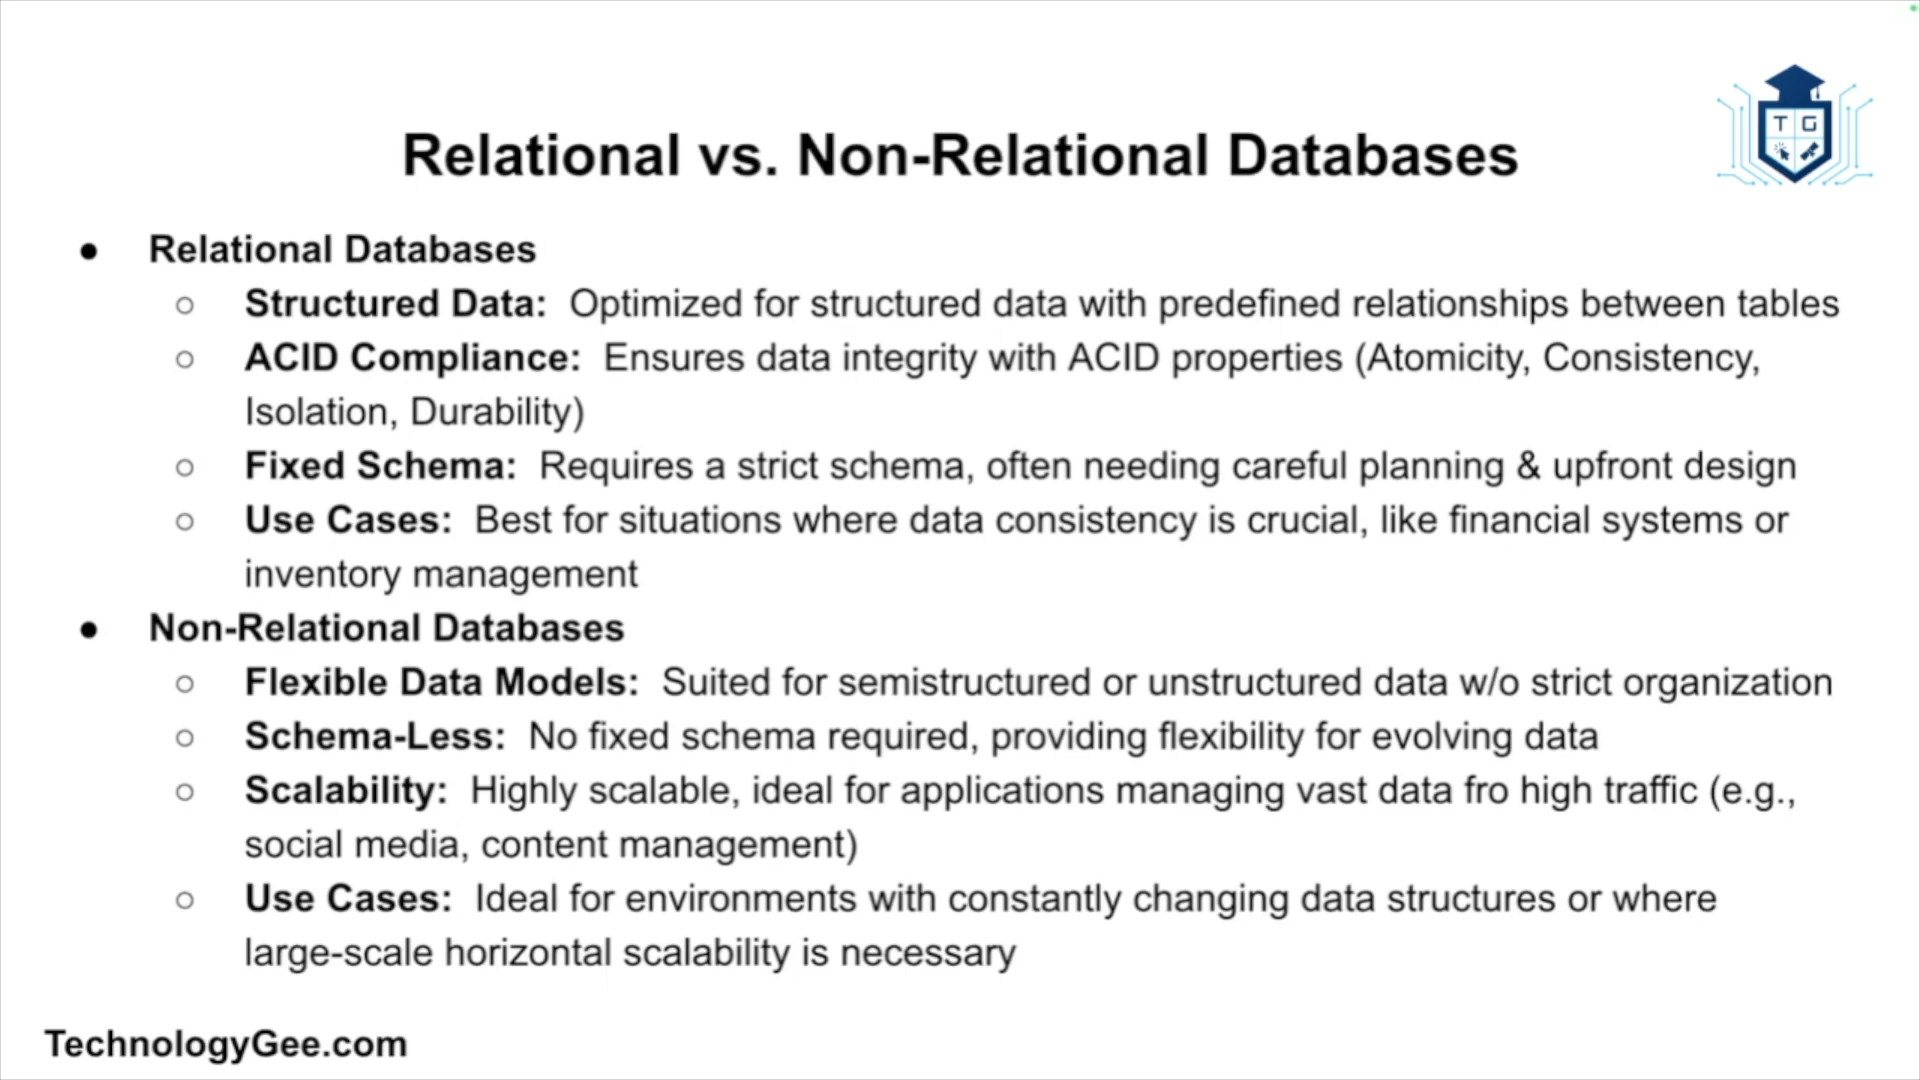 T G
Relational vs. Non-Relational Databases
● Relational Databases
○ Structured Data: Optimized for structured data with predefined relationships between tables
○ ACID Compliance: Ensures data integrity with ACID properties (Atomicity, Consistency,
Isolation, Durability)
○ Fixed Schema: Requires a strict schema, often needing careful planning & upfront design
○ Use Cases: Best for situations where data consistency is crucial, like financial systems or
inventory management
● Non-Relational Databases
○ Flexible Data Models: Suited for semistructured or unstructured data w/o strict organization
○ Schema-Less: No fixed schema required, providing flexibility for evolving data
○ Scalability: Highly scalable, ideal for applications managing vast data fro high traffic (e.g.,
social media, content management)
○ Use Cases: Ideal for environments with constantly changing data structures or where
large-scale horizontal scalability is necessary
TechnologyGee.com